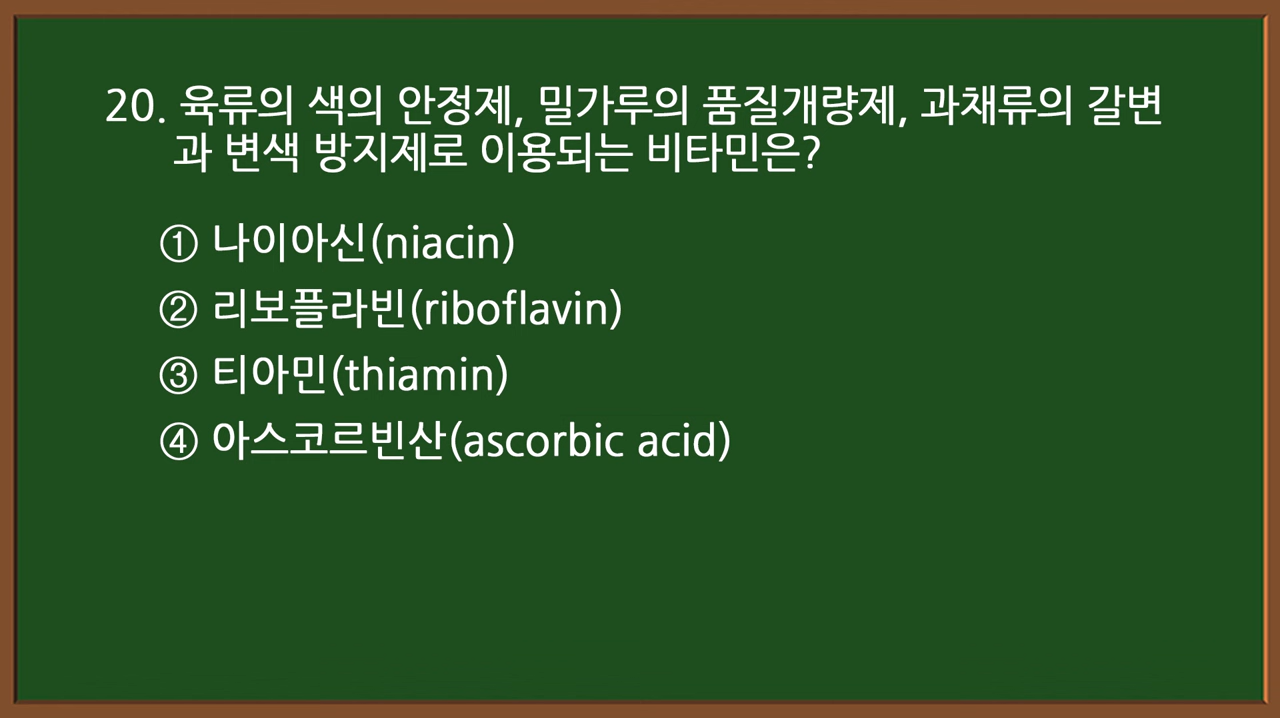 20. 육류의 색의 안정제, 밀가루의 품질개량제, 과채류의 갈변
과 변색 방지제로 이용되는 비타민은?
① 나이아신(niacin)
② 리보플라빈(riboflavin)
③ 티아민(thiamin)
④ 아스코르빈산(ascorbic acid)